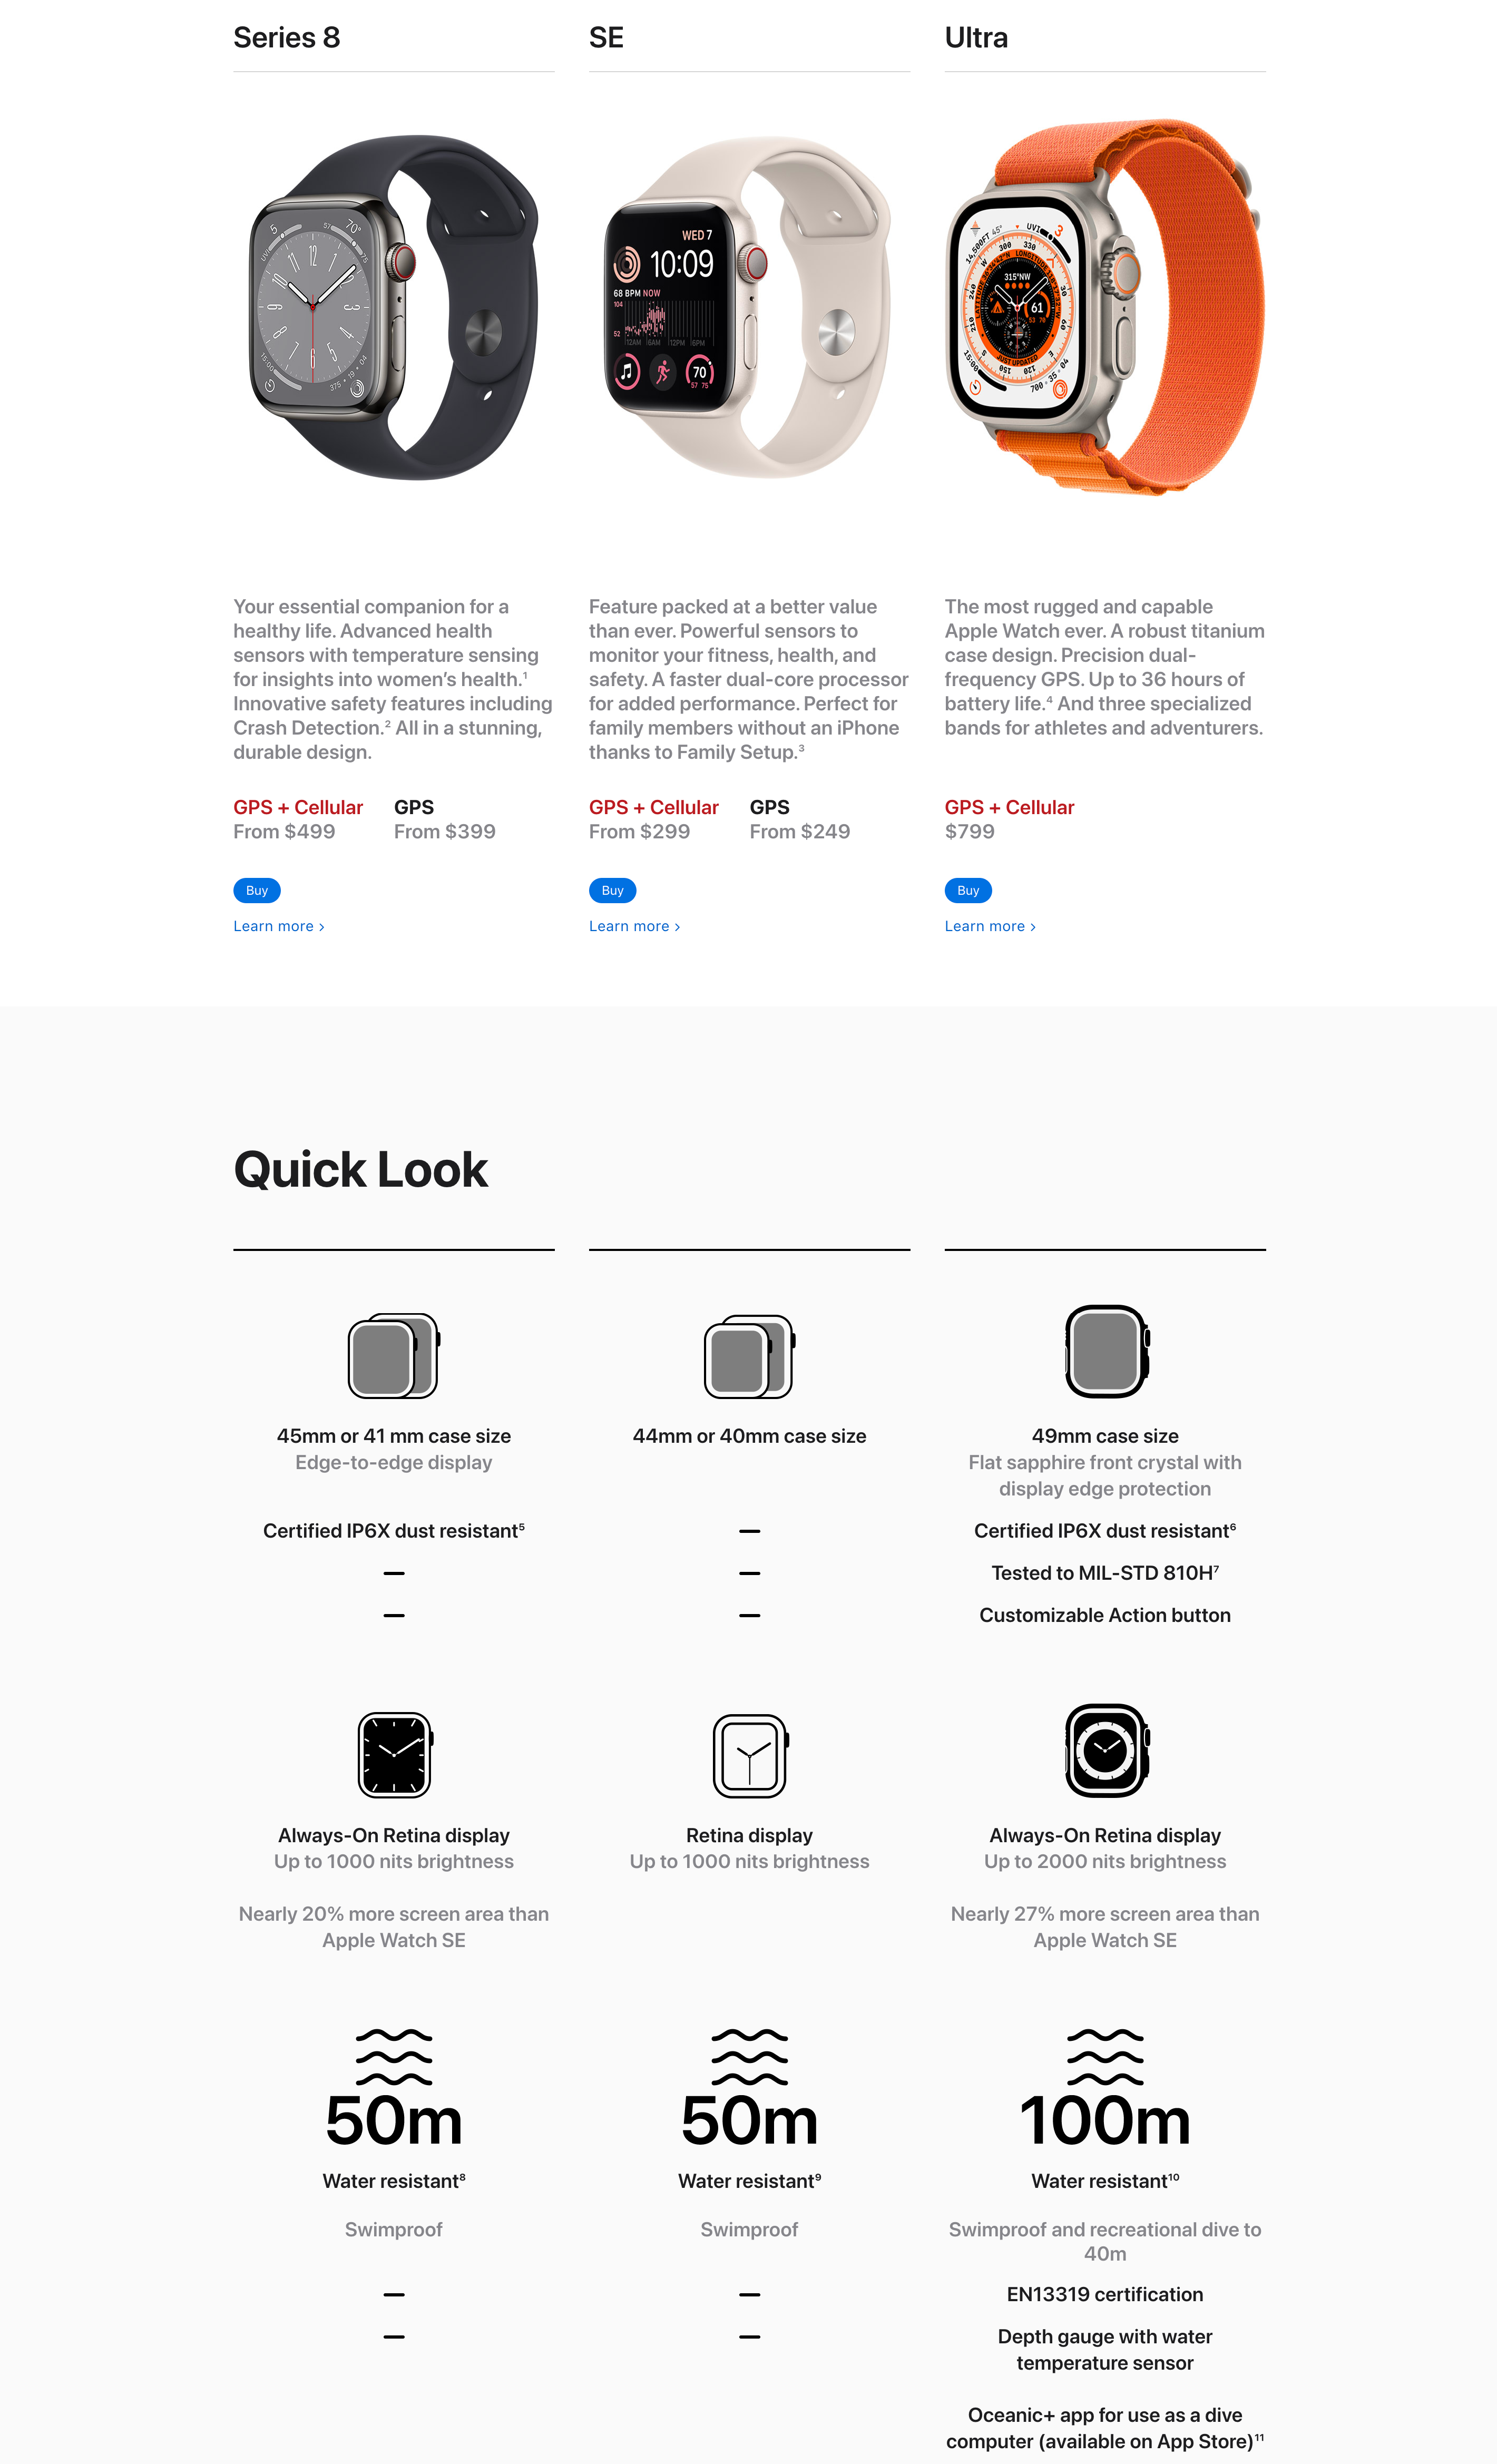 Series 8
SE
Ultra
WED 7
10:09
68 BPM NOW
70
Your essential companion for a
healthy life. Advanced health
sensors with temperature sensing
for insights into women’s health.¹
Innovative safety features including
Crash Detection.² All in a stunning,
durable design.
GPS + Cellular
From $499
GPS
From $399
Buy
Learn more ›
Feature packed at a better value
than ever. Powerful sensors to
monitor your fitness, health, and
safety. A faster dual-core processor
for added performance. Perfect for
family members without an iPhone
thanks to Family Setup.³
GPS + Cellular
From $299
GPS
From $249
Buy
Learn more ›
The most rugged and capable
Apple Watch ever. A robust titanium
case design. Precision dual-
frequency GPS. Up to 36 hours of
battery life.⁴ And three specialized
bands for athletes and adventurers.
GPS + Cellular
$799
Buy
Learn more ›
Quick Look
45mm or 41 mm case size
Edge-to-edge display
44mm or 40mm case size
49mm case size
Flat sapphire front crystal with
display edge protection
Certified IP6X dust resistant⁵
—
Certified IP6X dust resistant⁶
—
—
Tested to MIL-STD 810H⁷
—
—
Customizable Action button
Always-On Retina display
Up to 1000 nits brightness
Nearly 20% more screen area than
Apple Watch SE
Retina display
Up to 1000 nits brightness
Always-On Retina display
Up to 2000 nits brightness
Nearly 27% more screen area than
Apple Watch SE
50m
Water resistant⁸
Swimproof
50m
Water resistant⁹
Swimproof
100m
Water resistant¹⁰
Swimproof and recreational dive to
40m
—
—
EN13319 certification
—
—
Depth gauge with water
temperature sensor
Oceanic+ app for use as a dive
computer (available on App Store)¹¹